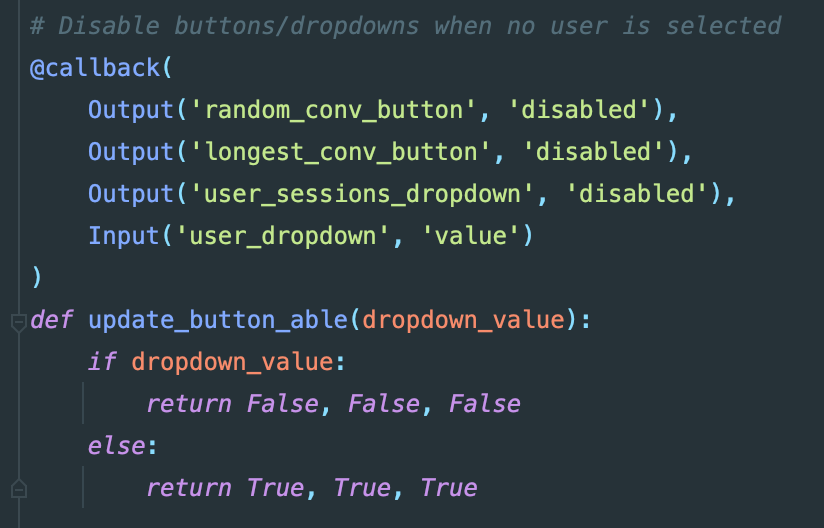 # Disable buttons/dropdowns when no user is selected
@callback(
    Output('random_conv_button', 'disabled'),
    Output('longest_conv_button', 'disabled'),
    Output('user_sessions_dropdown', 'disabled'),
    Input('user_dropdown', 'value')
)
def update_button_able(dropdown_value):
    if dropdown_value:
        return False, False, False
    else:
        return True, True, True